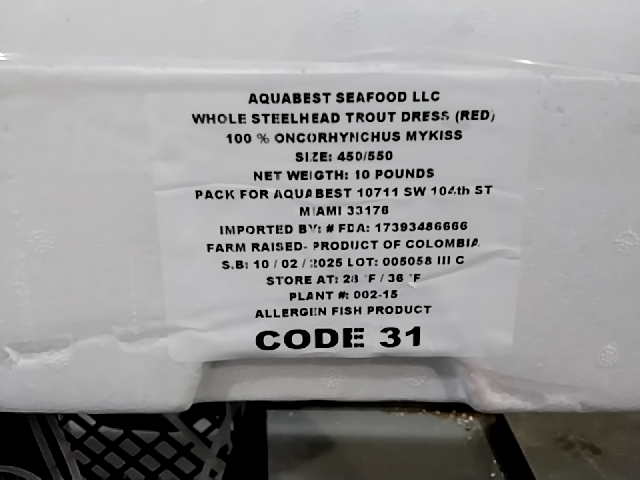 AQUABEST SEAFOOD LLC
WHOLE STEELHEAD TROUT DRESS (RED)
100 % ONCORHYNCHUS MYKISS
SIZE: 450/550
NET WEIGTH: 10 POUNDS
PACK FOR AQUABEST 10711 SW 104th ST
MIAMI 33176
IMPORTED BY: # FDA: 17393486666
FARM RAISED- PRODUCT OF COLOMBIA
S.B: 10 / 02 / 2025 LOT: 005058 III C
STORE AT: 28 °F / 36 °F
PLANT #: 002-15
ALLERGEN FISH PRODUCT
CODE 31